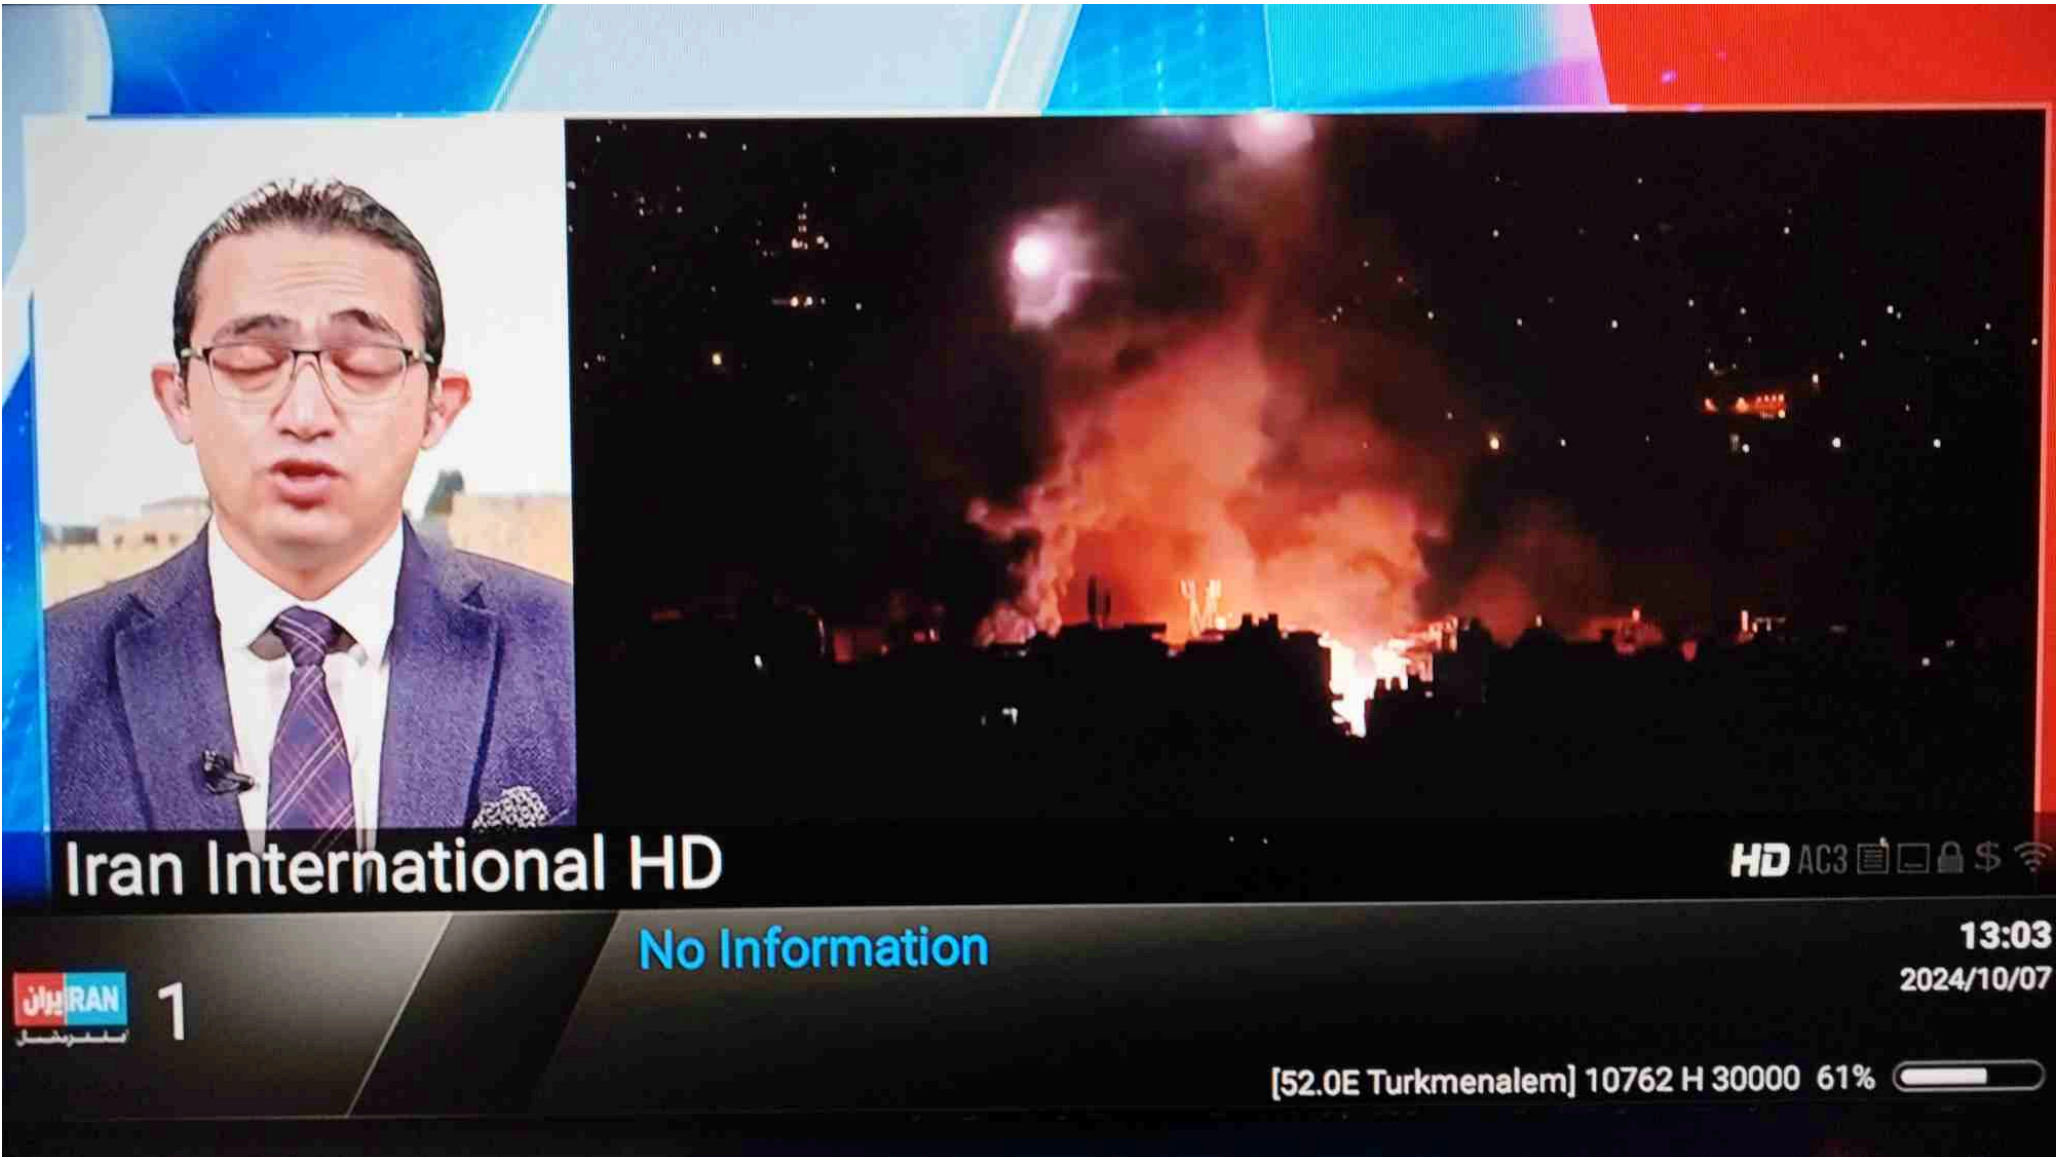 Iran International HD
HD AC3 $
No Information
13:03
2024/10/07
ایران IRAN
اینترنشنال
1
[52.0E Turkmenalem] 10762 H 30000 61%